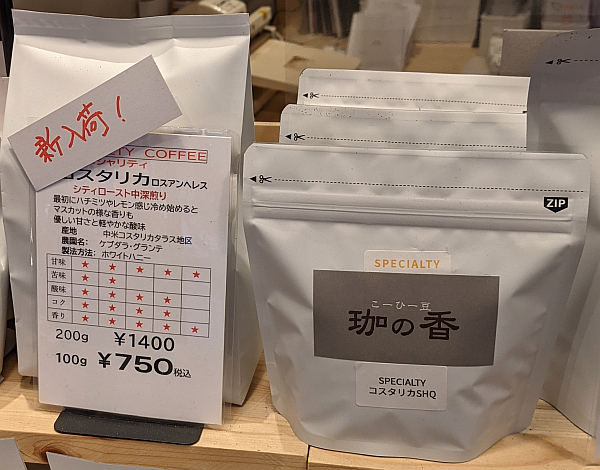 新入荷!
TY COFFEE
シャリティ
コスタリカ ロスアンヘレス
シティロースト中深煎り
最初にハチミツやレモン感じ冷め始めると
マスカットの様な香りも
優しい甘さと軽やかな酸味
産地 中米コスタリカタラス地区
農園名: ケブダラ・グランテ
製法方法: ホワイトハニー
甘味 ★ ★ ★ ★ ★
苦味 ★ ★
酸味 ★ ★ ★ ★
コク ★ ★ ★ ★
香り ★ ★ ★ ★ ★
200g ¥1400
100g ¥750税込
ZIP
SPECIALTY
こーひー豆
珈の香
SPECIALTY
コスタリカSHQ